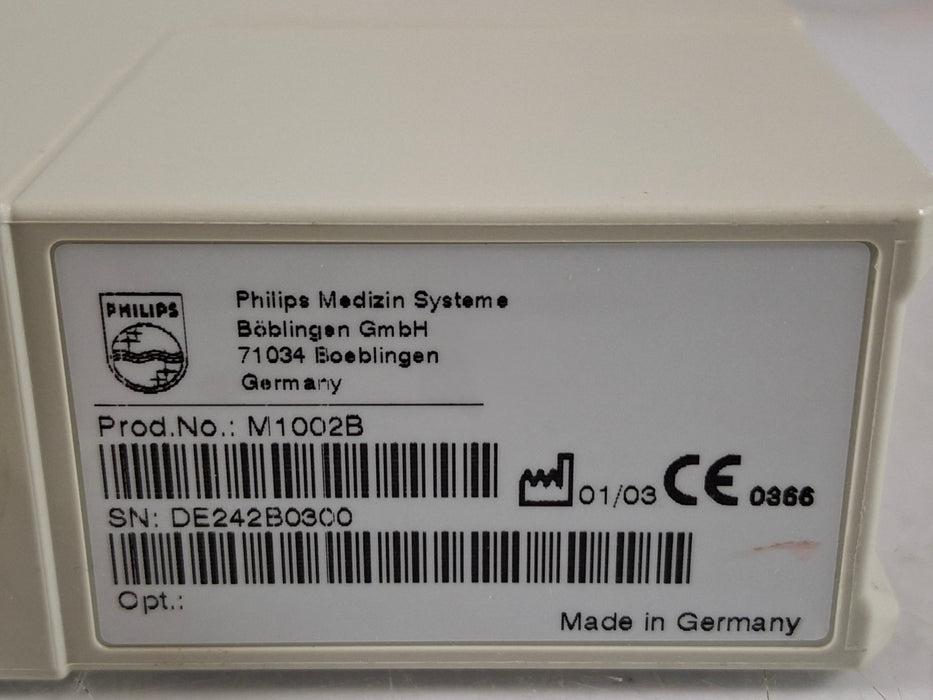 PHILIPS
Philips Medizin Systeme
Böblingen GmbH
71034 Boeblingen
Germany
Prod.No.: M1002B
01/03 CE 0366
SN: DE242B0300
Opt.:
Made in Germany